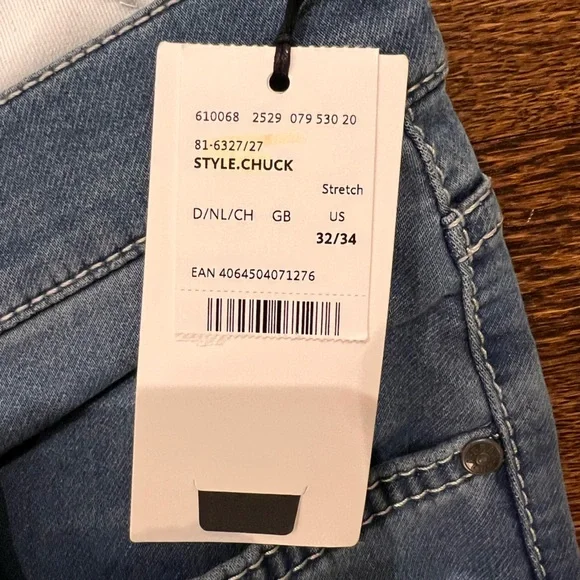 610068 2529 079 530 20
81-6327/27
STYLE.CHUCK
Stretch
D/NL/CH GB US
32/34
EAN 4064504071276